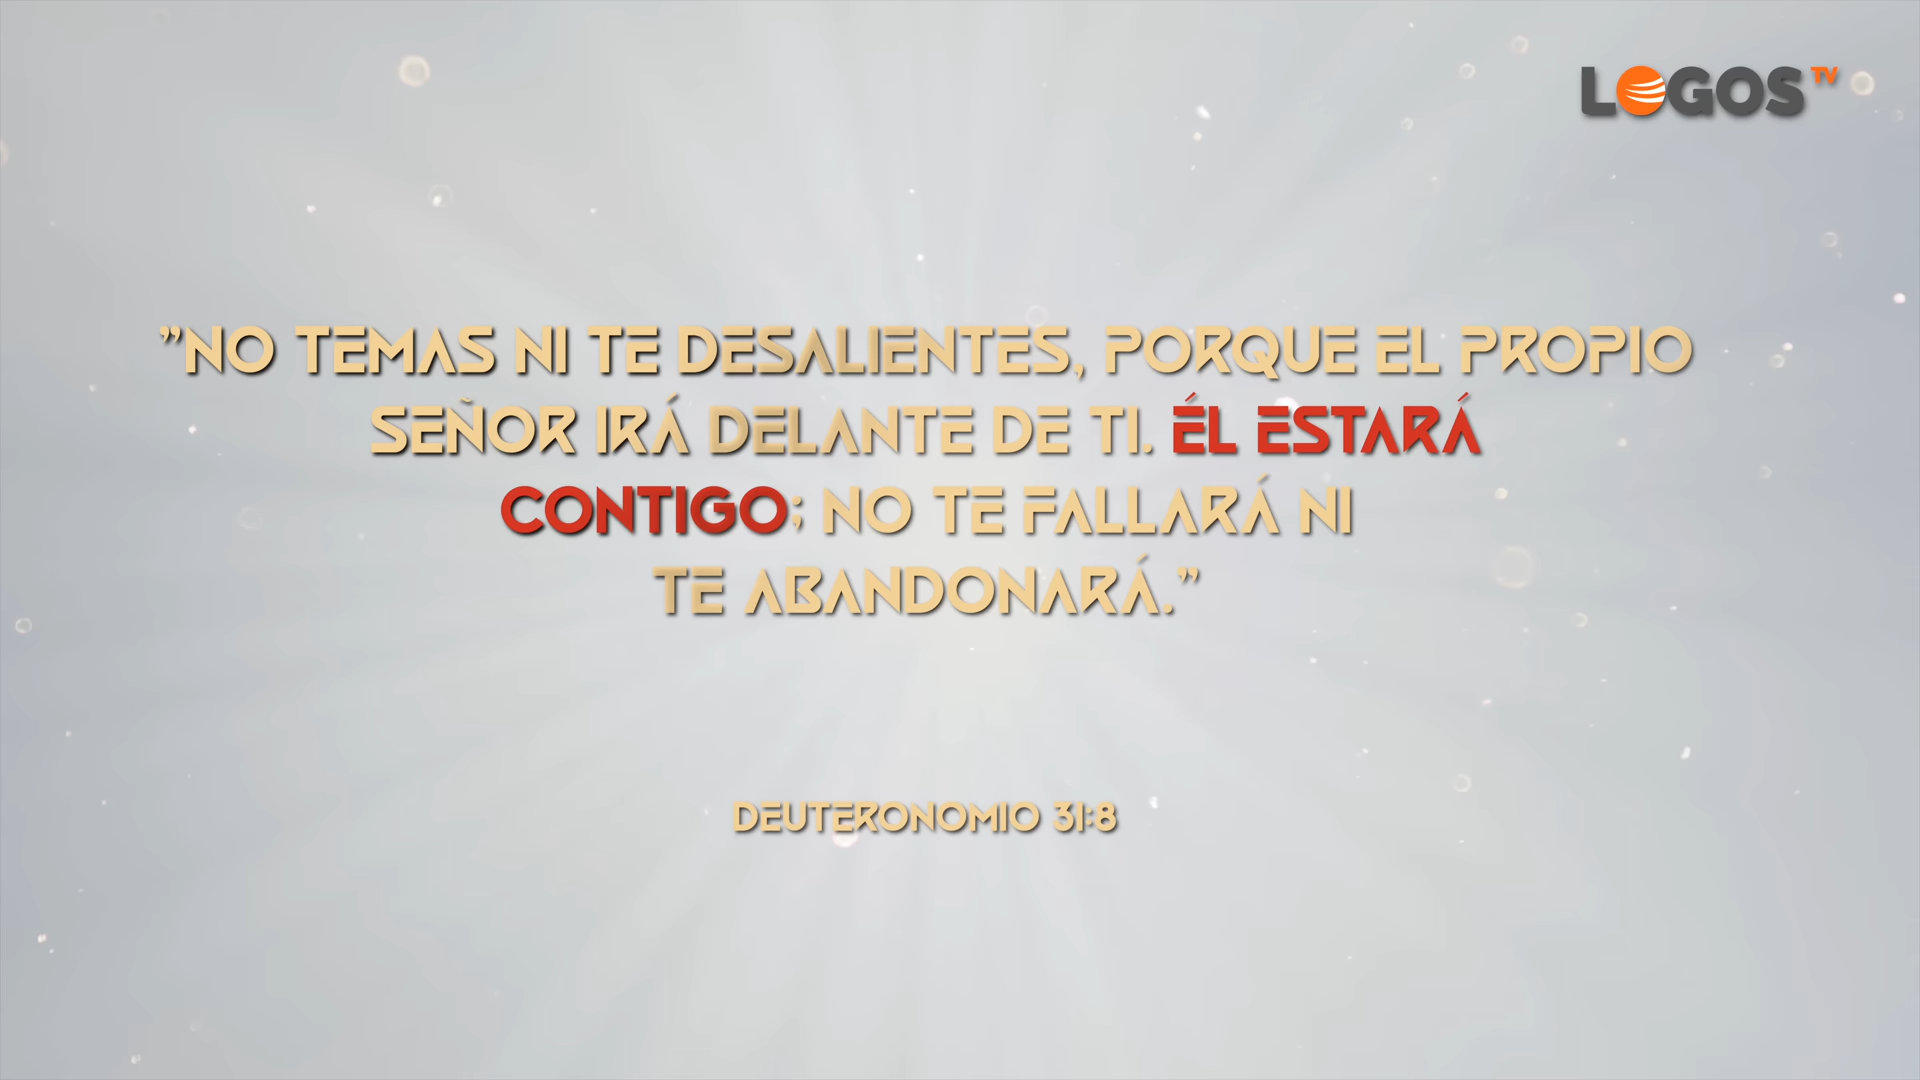 LOGOS TV
”NO TEMAS NI TE DESALIENTES, PORQUE EL PROPIO
SEÑOR IRÁ DELANTE DE TI. ÉL ESTARÁ
CONTIGO; NO TE FALLARÁ NI
TE ABANDONARÁ.”
DEUTERONOMIO 31:8